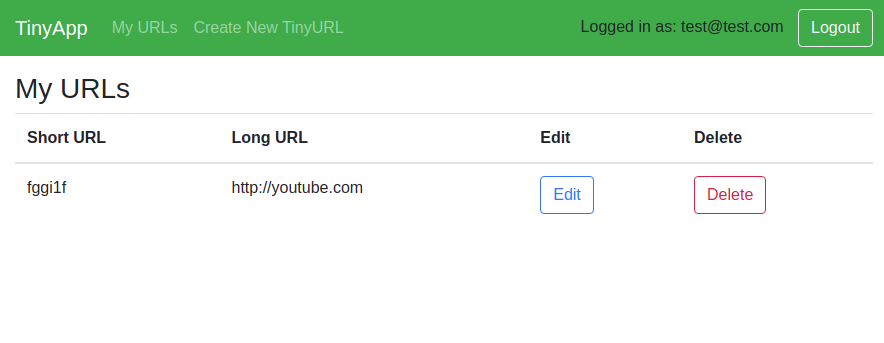 TinyApp My URLs Create New TinyURL Logged in as: test@test.com Logout
My URLs
Short URL Long URL Edit Delete
fggi1f http://youtube.com Edit Delete